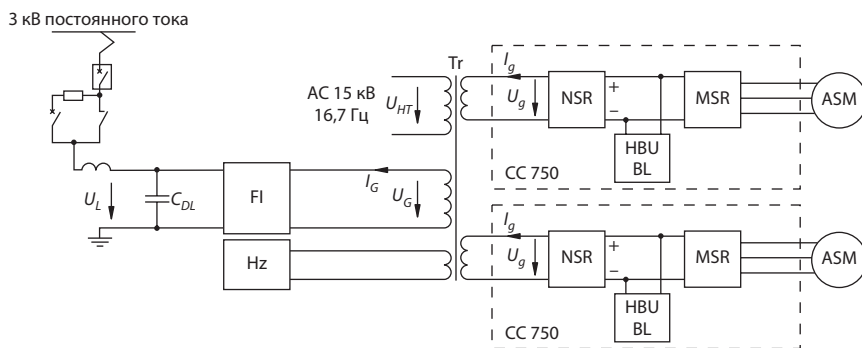 3 кВ постоянного тока
Tr
AC 15 кВ
16,7 Гц
U_HT
I_g
U_g
NSR
+
−
MSR
ASM
HBU
BL
CC 750
U_L
C_DL
FI
I_G
U_G
Hz
I_g
U_g
NSR
+
−
MSR
ASM
HBU
BL
CC 750